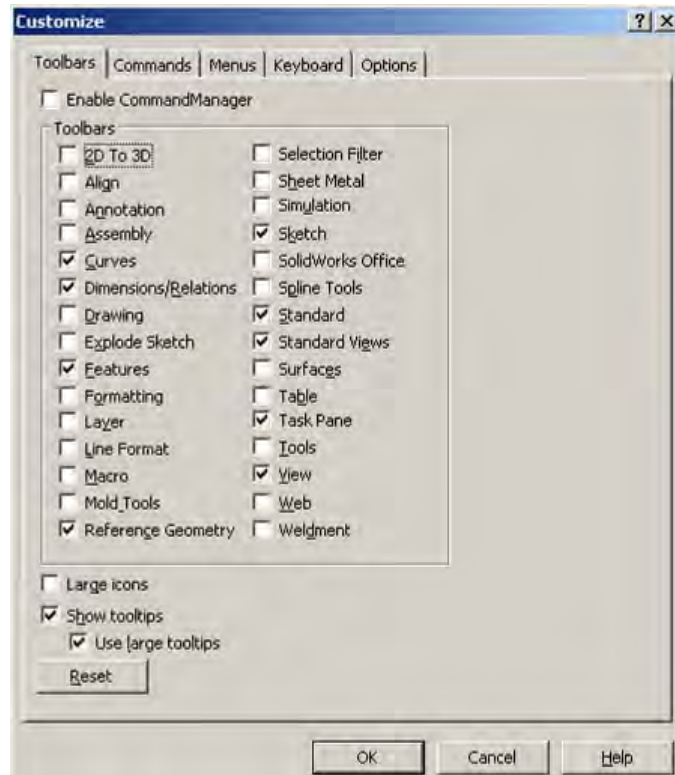 Customize
Toolbars Commands Menus Keyboard Options
Enable CommandManager
Toolbars
2D To 3D
Align
Annotation
Assembly
Curves
Dimensions/Relations
Drawing
Explode Sketch
Features
Formatting
Layer
Line Format
Macro
Mold Tools
Reference Geometry
Selection Filter
Sheet Metal
Simulation
Sketch
SolidWorks Office
Spline Tools
Standard
Standard Views
Surfaces
Table
Task Pane
Tools
View
Web
Weldment
Large icons
Show tooltips
Use large tooltips
Reset
OK Cancel Help